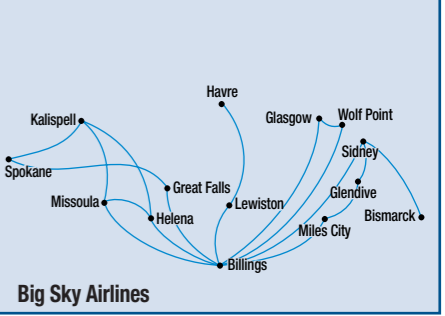 Havre
Kalispell
Glasgow
Wolf Point
Sidney
Spokane
Great Falls
Glendive
Missoula
Lewiston
Helena
Bismarck
Miles City
Billings
Big Sky Airlines